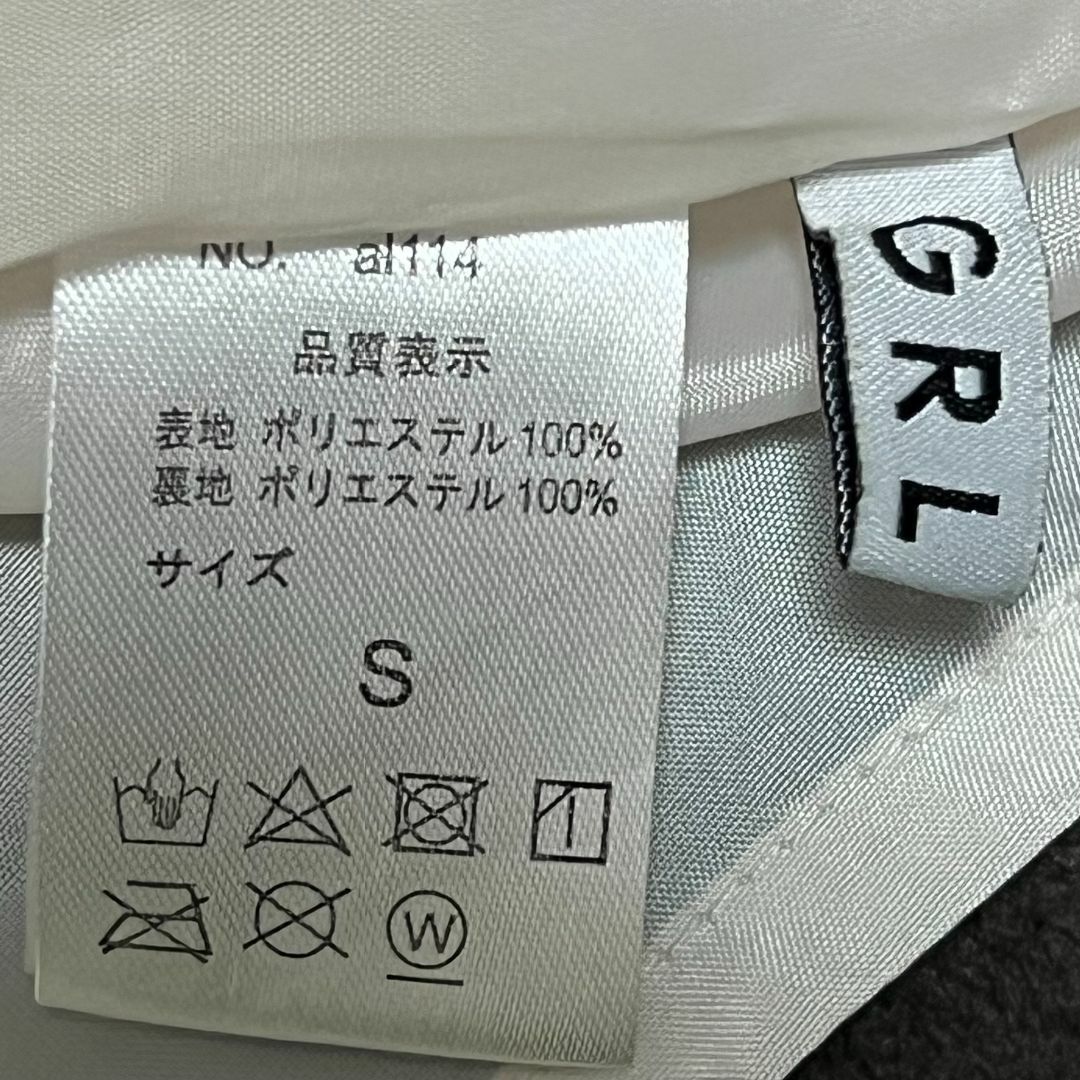 NO. al114
品質表示
表地 ポリエステル 100%
裏地 ポリエステル 100%
サイズ
S
W
GRL